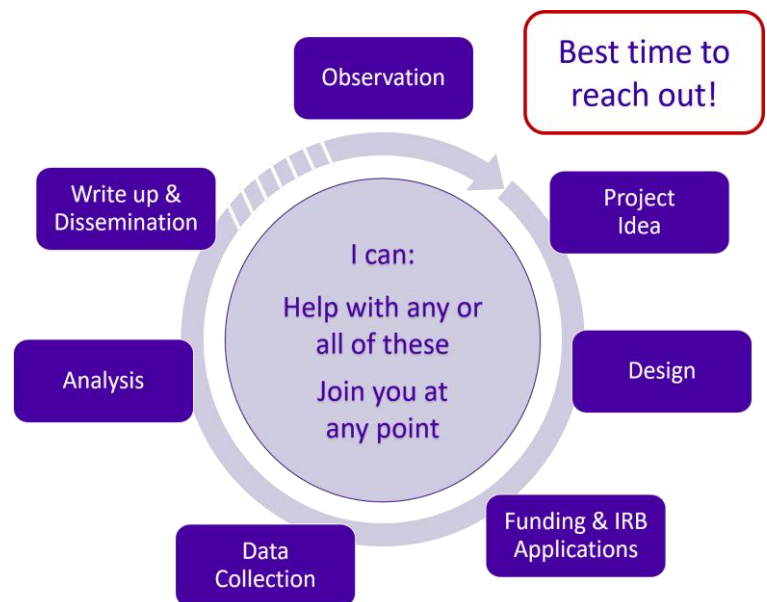 Observation
Best time to
reach out!
Project
Idea
Design
Funding & IRB
Applications
Data
Collection
Analysis
Write up &
Dissemination
I can:
Help with any or
all of these
Join you at
any point